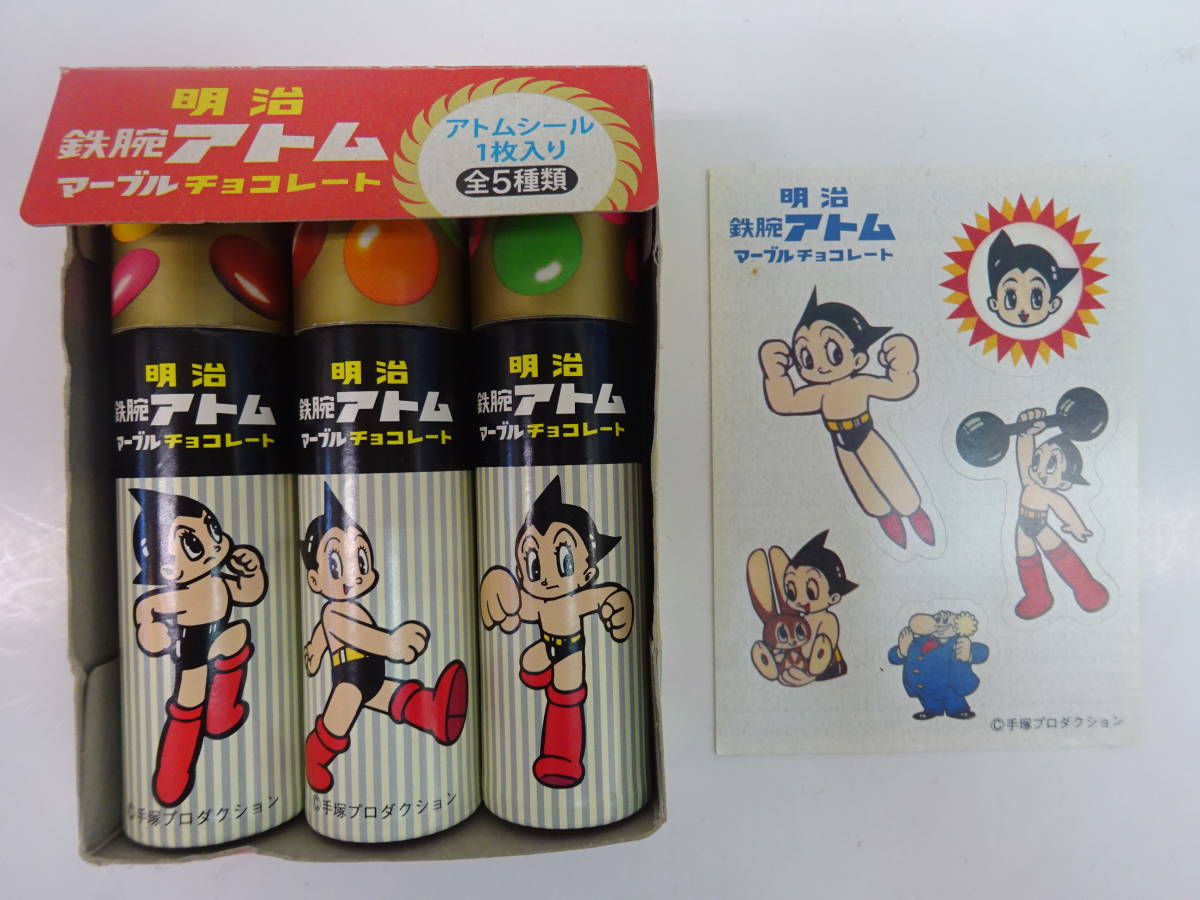 明治
鉄腕アトム
マーブルチョコレート
アトムシール
1枚入り
全5種類
明治
鉄腕アトム
マーブルチョコレート
©手塚プロダクション
明治
鉄腕アトム
マーブルチョコレート
©手塚プロダクション
明治
鉄腕アトム
マーブルチョコレート
明治
鉄腕アトム
マーブルチョコレート
©手塚プロダクション